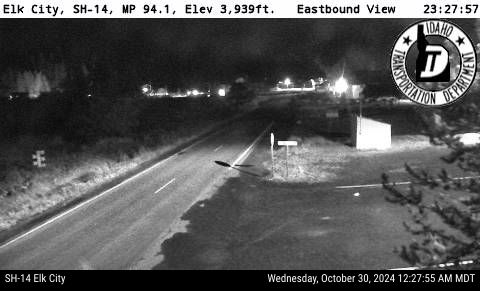 Elk City, SH-14, MP 94.1, Elev 3,939ft. Eastbound View 23:27:57
IDAHO
TRANSPORTATION DEPARTMENT
SH-14 Elk City Wednesday, October 30, 2024 12:27:55 AM MDT